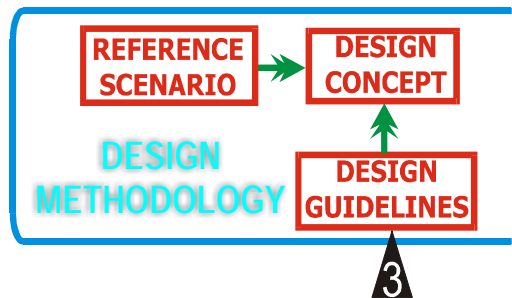 REFERENCE
SCENARIO
DESIGN
CONCEPT
DESIGN
METHODOLOGY
DESIGN
GUIDELINES
3